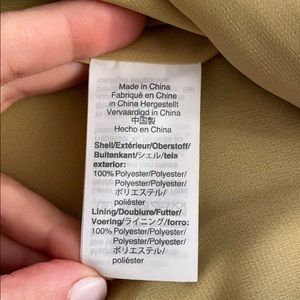 Made in China
Fabriqué en Chine
in China Hergestellt
Vervaardigd in China
中国製
Hecho en China
Shell/Extérieur/Oberstoff/
Buitenkant/シェル/tela
exterior:
100% Polyester/Polyester/
Polyester/Polyester/
ポリエステル/
poliéster
Lining/Doublure/Futter/
Voering/ライニング/forro:
100% Polyester/Polyester/
Polyester/Polyester/
ポリエステル/
poliéster